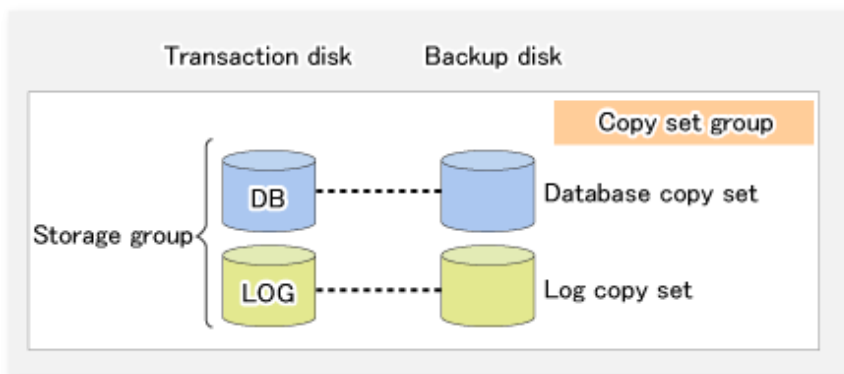 Transaction disk
Backup disk
Copy set group
DB
Database copy set
Storage group
LOG
Log copy set